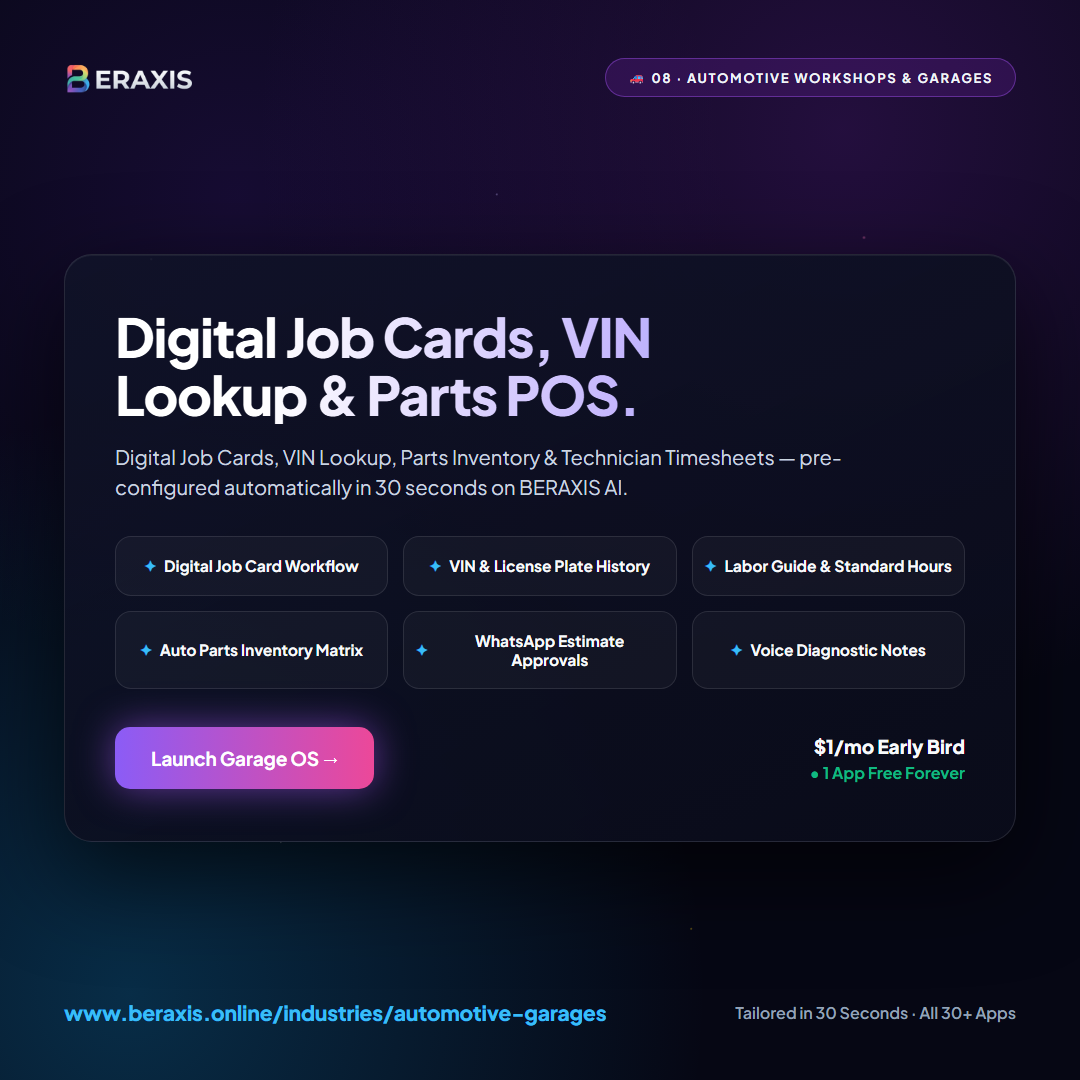 BERAXIS
08 · AUTOMOTIVE WORKSHOPS & GARAGES
Digital Job Cards, VIN
Lookup & Parts POS.
Digital Job Cards, VIN Lookup, Parts Inventory & Technician Timesheets — pre-
configured automatically in 30 seconds on BERAXIS AI.
✦ Digital Job Card Workflow
✦ VIN & License Plate History
✦ Labor Guide & Standard Hours
✦ Auto Parts Inventory Matrix
✦ WhatsApp Estimate
Approvals
✦ Voice Diagnostic Notes
Launch Garage OS →
$1/mo Early Bird
● 1 App Free Forever
www.beraxis.online/industries/automotive-garages
Tailored in 30 Seconds · All 30+ Apps